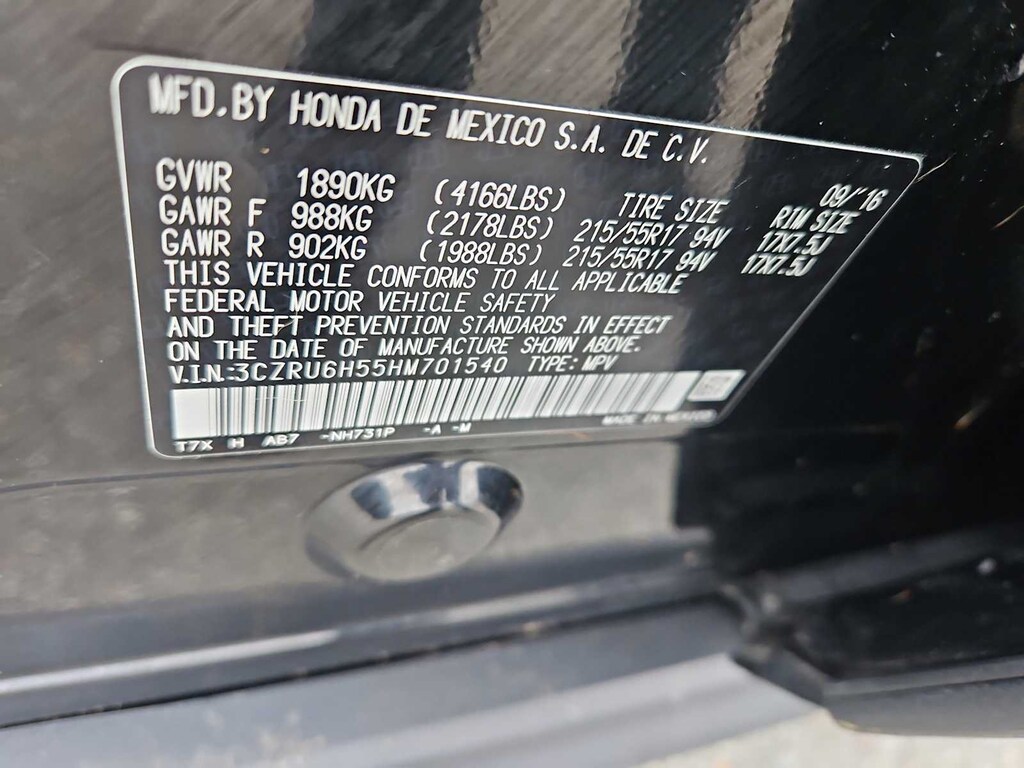 MFD. BY HONDA DE MEXICO S.A. DE C.V.
09/'16
GVWR 1890KG (4166LBS) TIRE SIZE RIM SIZE
GAWR F 988KG (2178LBS) 215/55R17 94V 17X7.5J
GAWR R 902KG (1988LBS) 215/55R17 94V 17X7.5J
THIS VEHICLE CONFORMS TO ALL APPLICABLE
FEDERAL MOTOR VEHICLE SAFETY
AND THEFT PREVENTION STANDARDS IN EFFECT
ON THE DATE OF MANUFACTURE SHOWN ABOVE.
V.I.N:3CZRU6H55HM701540 TYPE: MPV
T7X H AB7 -NH731P -A -M MADE IN MEXICO